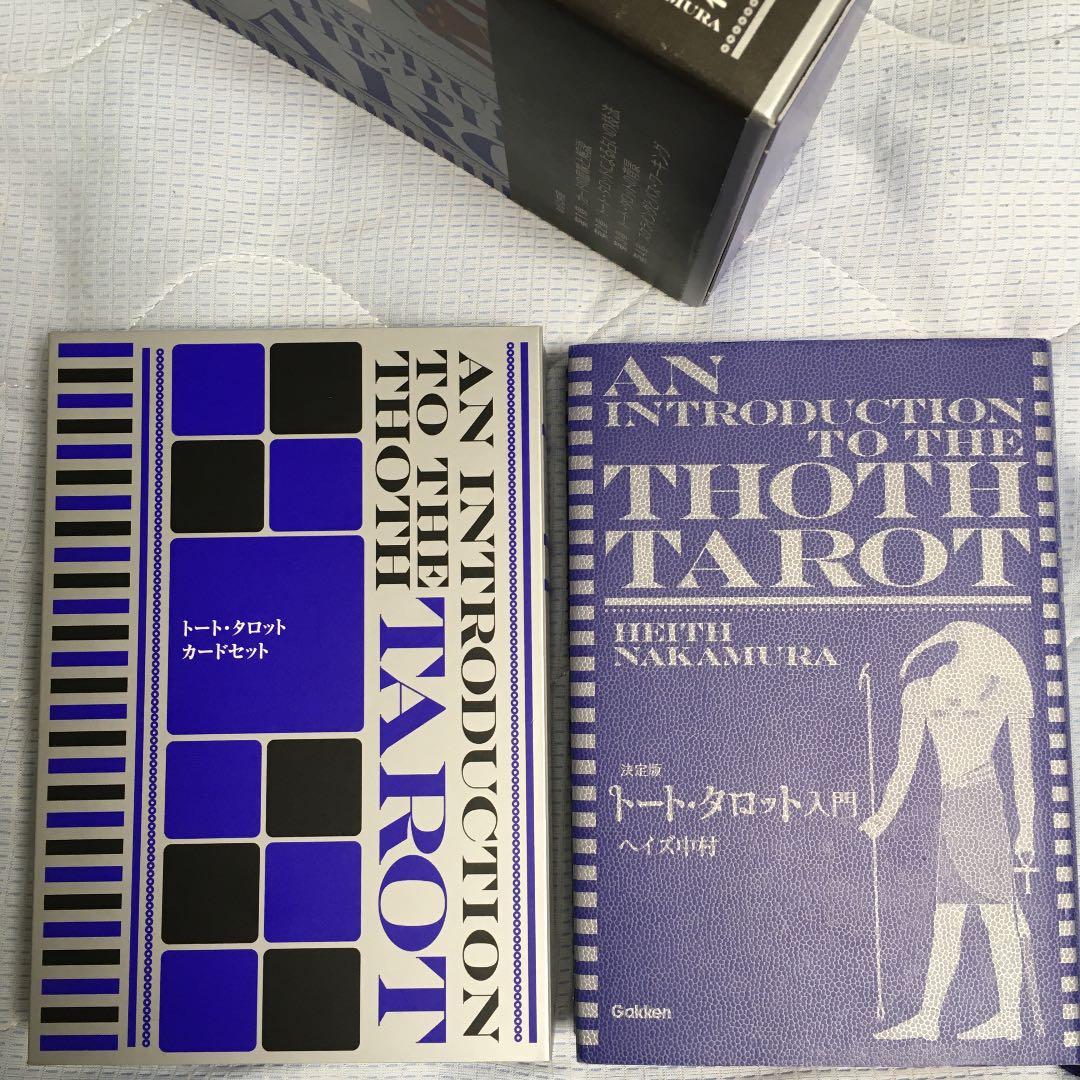 AMURA
AN INTRODUCTION
TO THE
THOTH TAROT
トート・タロット
カードセット
AN
INTRODUCTION
TO THE
THOTH
TAROT
HEITH
NAKAMURA
決定版
トート・タロット入門
ヘイズ中村
Gakken